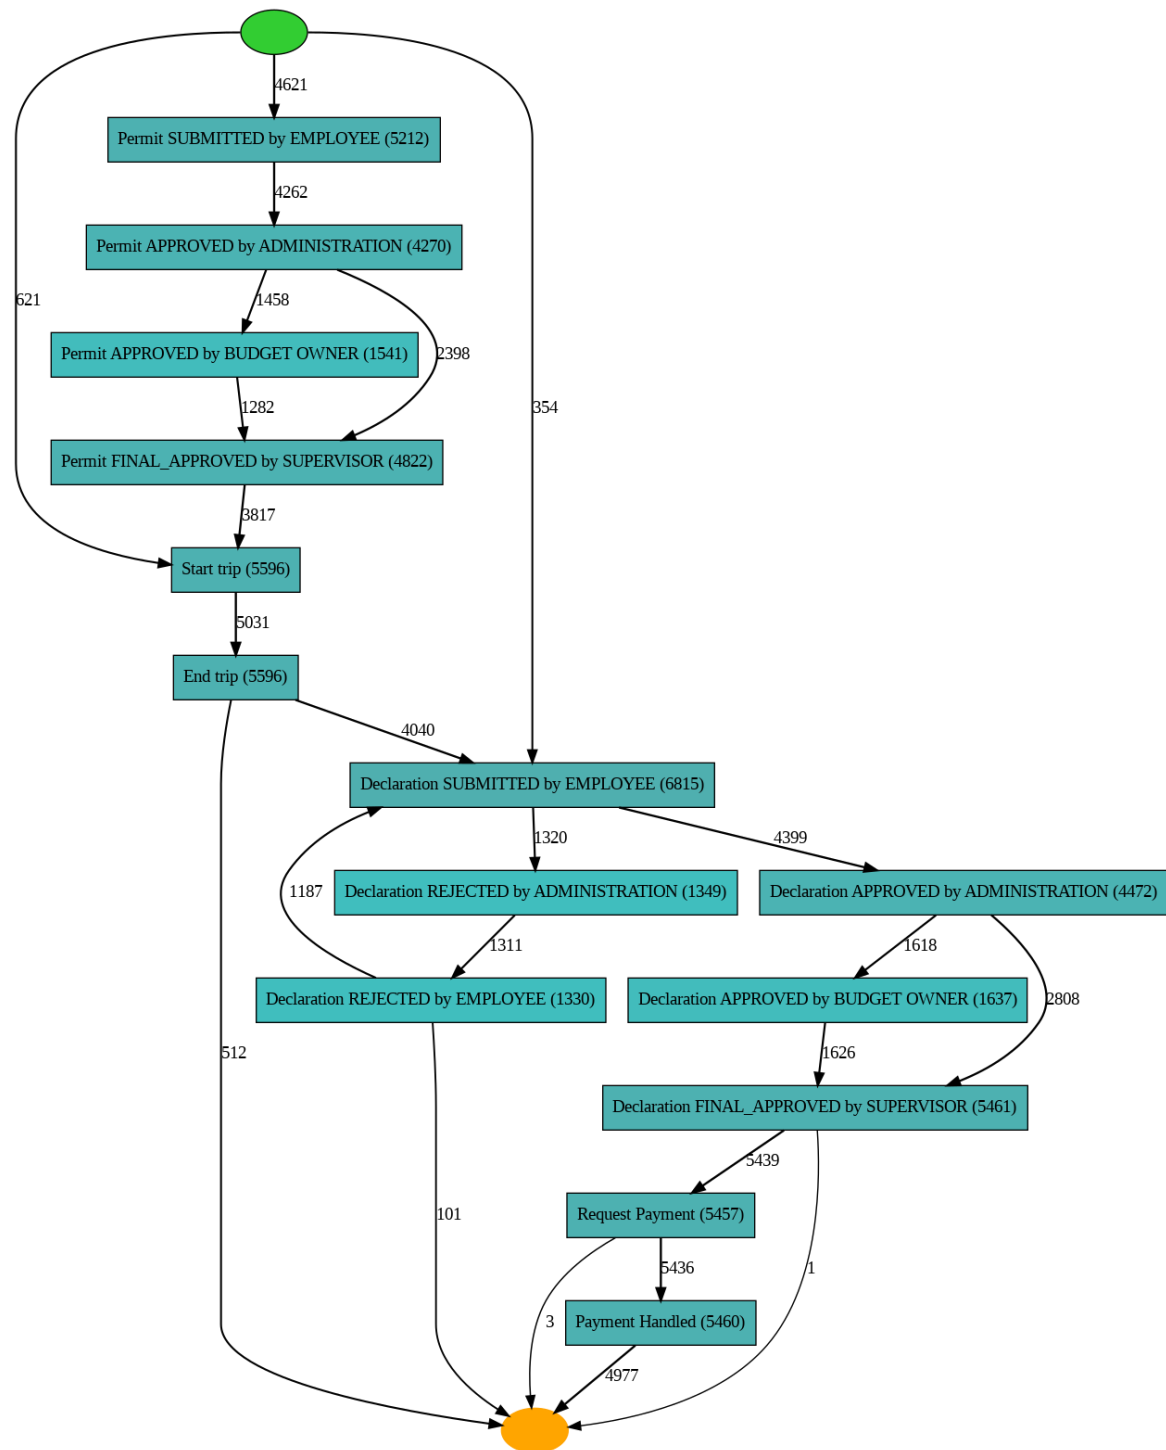 4621
Permit SUBMITTED by EMPLOYEE (5212)
4262
Permit APPROVED by ADMINISTRATION (4270)
621
1458
Permit APPROVED by BUDGET OWNER (1541)
2398
1282
354
Permit FINAL_APPROVED by SUPERVISOR (4822)
3817
Start trip (5596)
5031
End trip (5596)
4040
Declaration SUBMITTED by EMPLOYEE (6815)
1320
4399
1187
Declaration REJECTED by ADMINISTRATION (1349)
Declaration APPROVED by ADMINISTRATION (4472)
1311
1618
Declaration REJECTED by EMPLOYEE (1330)
Declaration APPROVED by BUDGET OWNER (1637)
2808
512
1626
Declaration FINAL_APPROVED by SUPERVISOR (5461)
5439
101
Request Payment (5457)
5436
1
3
Payment Handled (5460)
4977